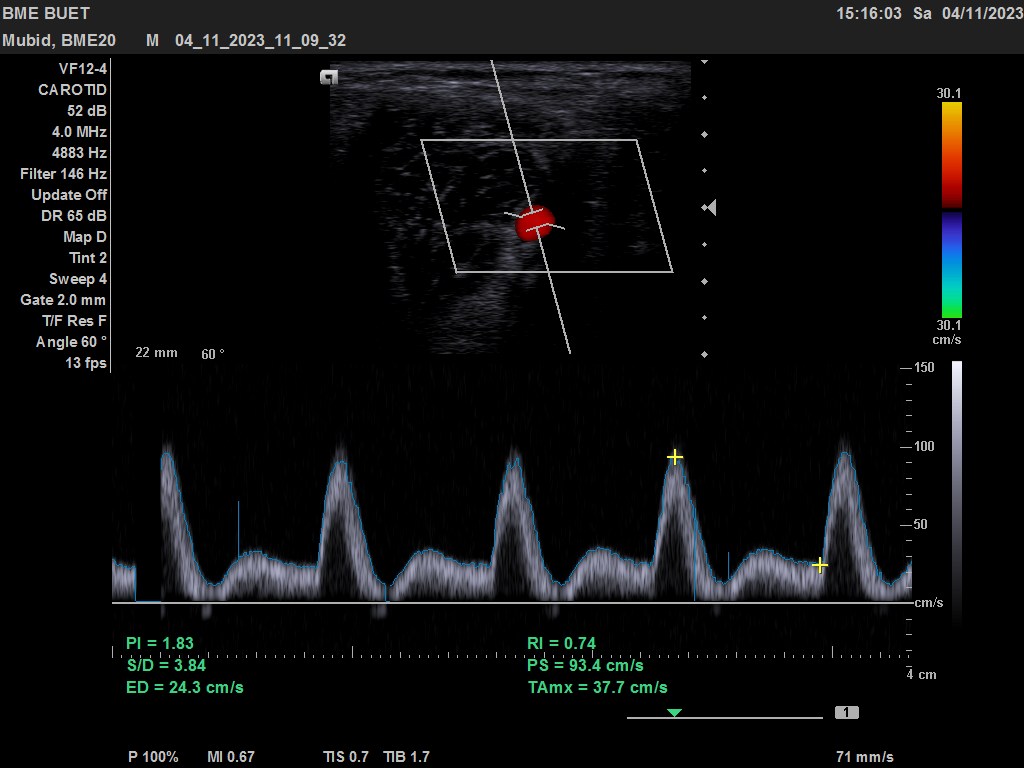 BME BUET 15:16:03 Sa 04/11/2023
Mubid, BME20 M 04_11_2023_11_09_32
VF12-4
CAROTID
52 dB
4.0 MHz
4883 Hz
Filter 146 Hz
Update Off
DR 65 dB
Map D
Tint 2
Sweep 4
Gate 2.0 mm
T/F Res F
Angle 60 °
13 fps
22 mm 60 °
30.1
30.1
cm/s
150
100
50
cm/s
4 cm
PI = 1.83 RI = 0.74
S/D = 3.84 PS = 93.4 cm/s
ED = 24.3 cm/s TAmx = 37.7 cm/s
1
P 100% MI 0.67 TIS 0.7 TIB 1.7 71 mm/s